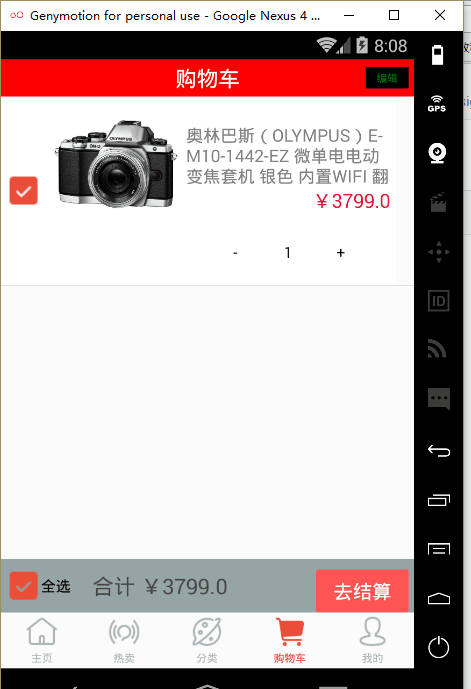 Genymotion for personal use - Google Nexus 4 ...
8:08
购物车
编辑
GPS
奥林巴斯（OLYMPUS）E-
M10-1442-EZ 微单电电动
变焦套机 银色 内置WIFI 翻
￥3799.0
- 1 +
ID
全选 合计 ￥3799.0 去结算
主页 热卖 分类 购物车 我的